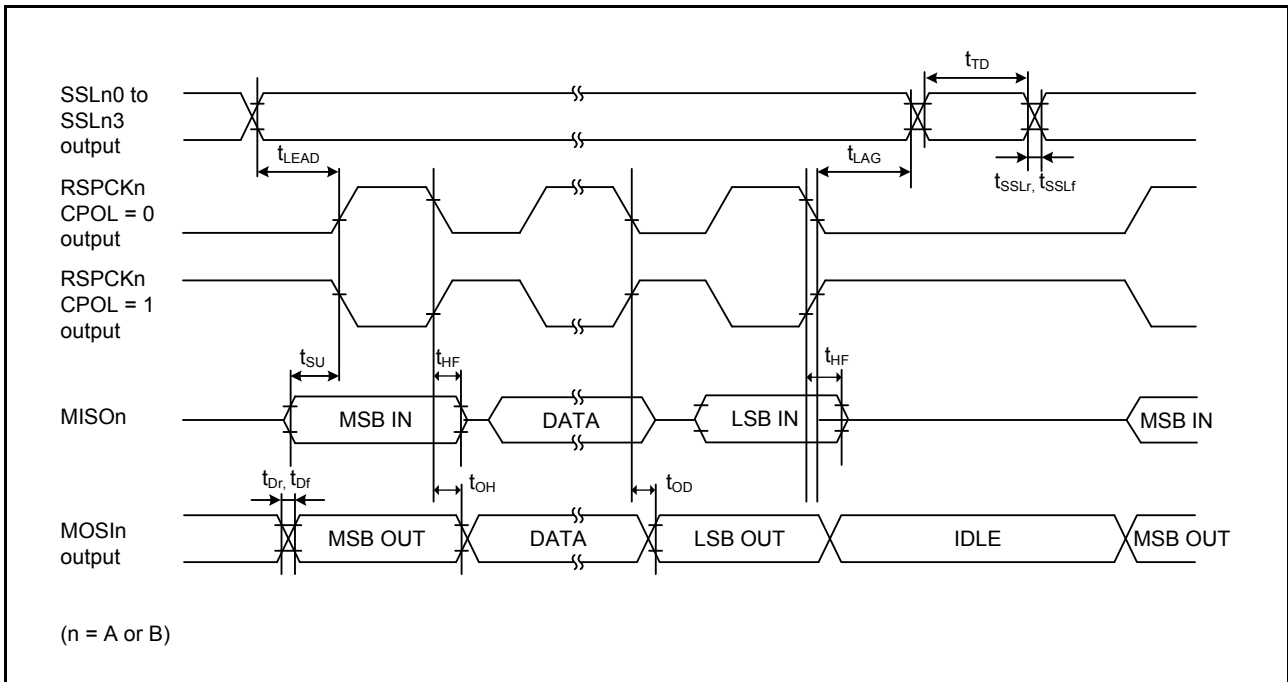 tTD
SSLn0 to
SSLn3
output
tLEAD
tLAG
tSSLr, tSSLf
RSPCKn
CPOL = 0
output
RSPCKn
CPOL = 1
output
tSU
tHF
tHF
MISOn
MSB IN
DATA
LSB IN
MSB IN
tDr, tDf
tOH
tOD
MOSIn
output
MSB OUT
DATA
LSB OUT
IDLE
MSB OUT
(n = A or B)